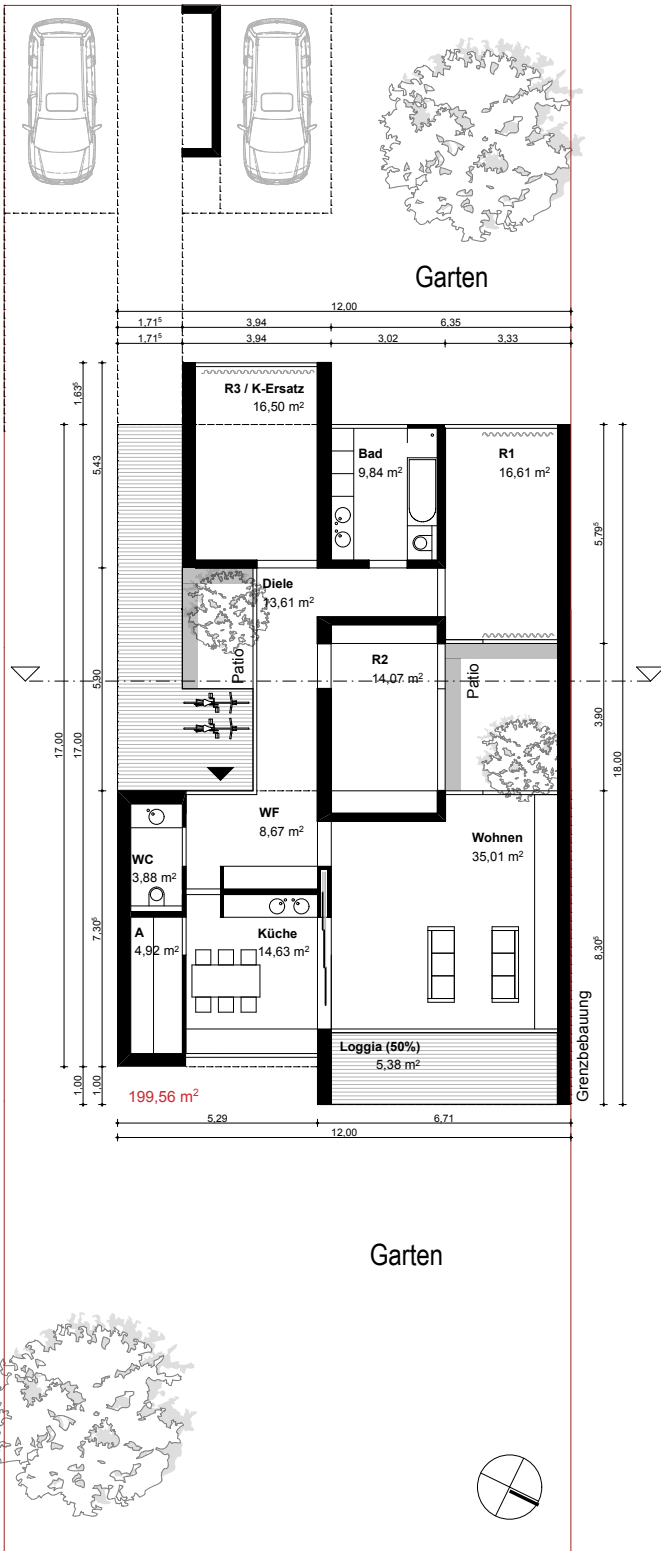 Garten
12,00
1,71⁵ 3,94 6,35
1,71⁵ 3,94 3,02 3,33
1,63⁵
R3 / K-Ersatz
16,50 m²
Bad
9,84 m²
R1
16,61 m²
5,43
5,79⁵
Diele
13,61 m²
Patio
R2
14,07 m²
Patio
5,90
3,90
17,00
17,00
18,00
WF
8,67 m²
Wohnen
35,01 m²
WC
3,88 m²
A
4,92 m²
Küche
14,63 m²
7,30⁵
8,30⁵
Loggia (50%)
5,38 m²
Grenzbebauung
1,00
1,00
199,56 m²
5,29 6,71
12,00
Garten